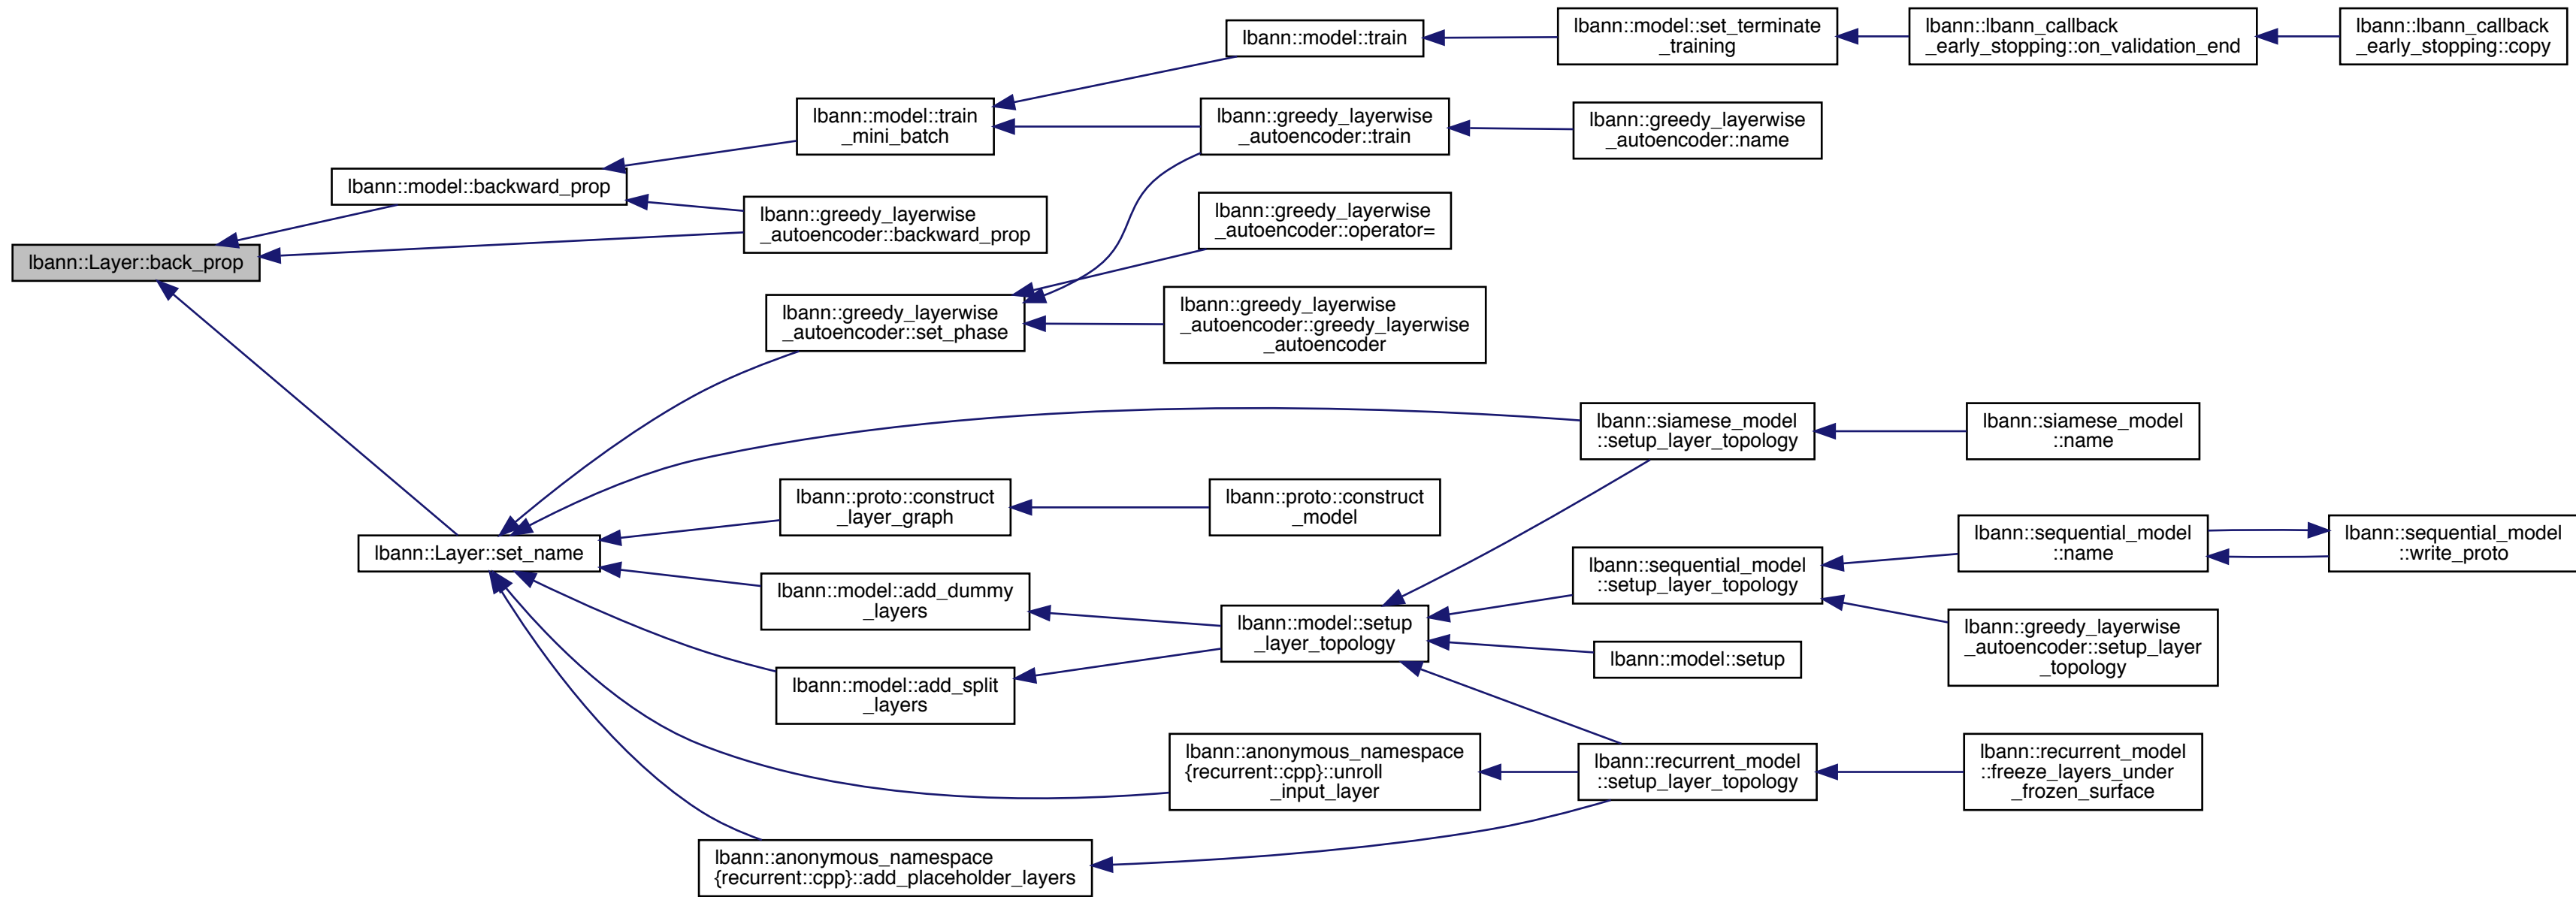 lbann::model::train
lbann::model::set_terminate
_training
lbann::lbann_callback
_early_stopping::on_validation_end
lbann::lbann_callback
_early_stopping::copy
lbann::model::train
_mini_batch
lbann::greedy_layerwise
_autoencoder::train
lbann::greedy_layerwise
_autoencoder::name
lbann::model::backward_prop
lbann::greedy_layerwise
_autoencoder::backward_prop
lbann::greedy_layerwise
_autoencoder::operator=
lbann::Layer::back_prop
lbann::greedy_layerwise
_autoencoder::set_phase
lbann::greedy_layerwise
_autoencoder::greedy_layerwise
_autoencoder
lbann::siamese_model
::setup_layer_topology
lbann::siamese_model
::name
lbann::proto::construct
_layer_graph
lbann::proto::construct
_model
lbann::Layer::set_name
lbann::sequential_model
::setup_layer_topology
lbann::sequential_model
::name
lbann::sequential_model
::write_proto
lbann::model::add_dummy
_layers
lbann::model::setup
_layer_topology
lbann::model::setup
lbann::greedy_layerwise
_autoencoder::setup_layer
_topology
lbann::model::add_split
_layers
lbann::anonymous_namespace
{recurrent::cpp}::unroll
_input_layer
lbann::recurrent_model
::setup_layer_topology
lbann::recurrent_model
::freeze_layers_under
_frozen_surface
lbann::anonymous_namespace
{recurrent::cpp}::add_placeholder_layers